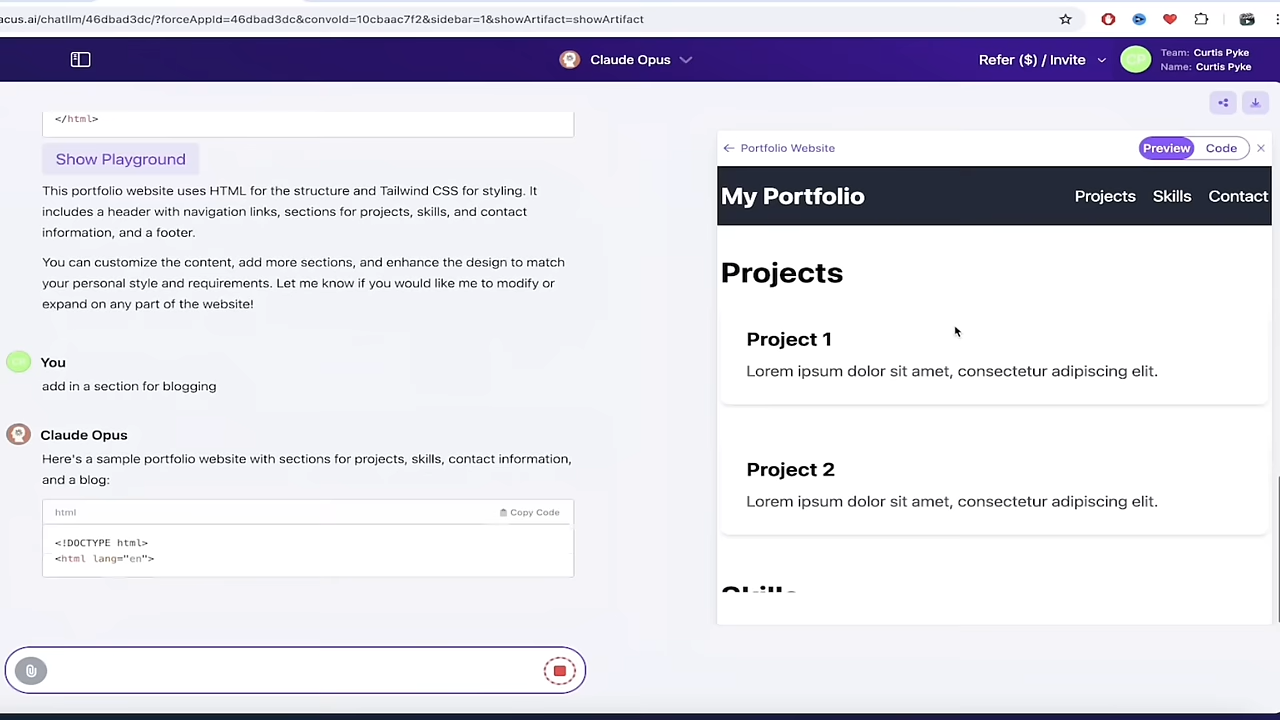 acus.ai/chatllm/46dbad3dc/?forceAppId=46dbad3dc&convoId=10cbaac7f2&sidebar=1&showArtifact=showArtifact
Claude Opus
Refer ($) / Invite
CP
Team: Curtis Pyke
Name: Curtis Pyke
</html>
Show Playground
This portfolio website uses HTML for the structure and Tailwind CSS for styling. It
includes a header with navigation links, sections for projects, skills, and contact
information, and a footer.
You can customize the content, add more sections, and enhance the design to match
your personal style and requirements. Let me know if you would like me to modify or
expand on any part of the website!
CP
You
add in a section for blogging
Claude Opus
Here's a sample portfolio website with sections for projects, skills, contact information,
and a blog:
html
Copy Code
<!DOCTYPE html>
<html lang="en">
Portfolio Website
Preview
Code
My Portfolio
Projects
Skills
Contact
Projects
Project 1
Lorem ipsum dolor sit amet, consectetur adipiscing elit.
Project 2
Lorem ipsum dolor sit amet, consectetur adipiscing elit.
Skills